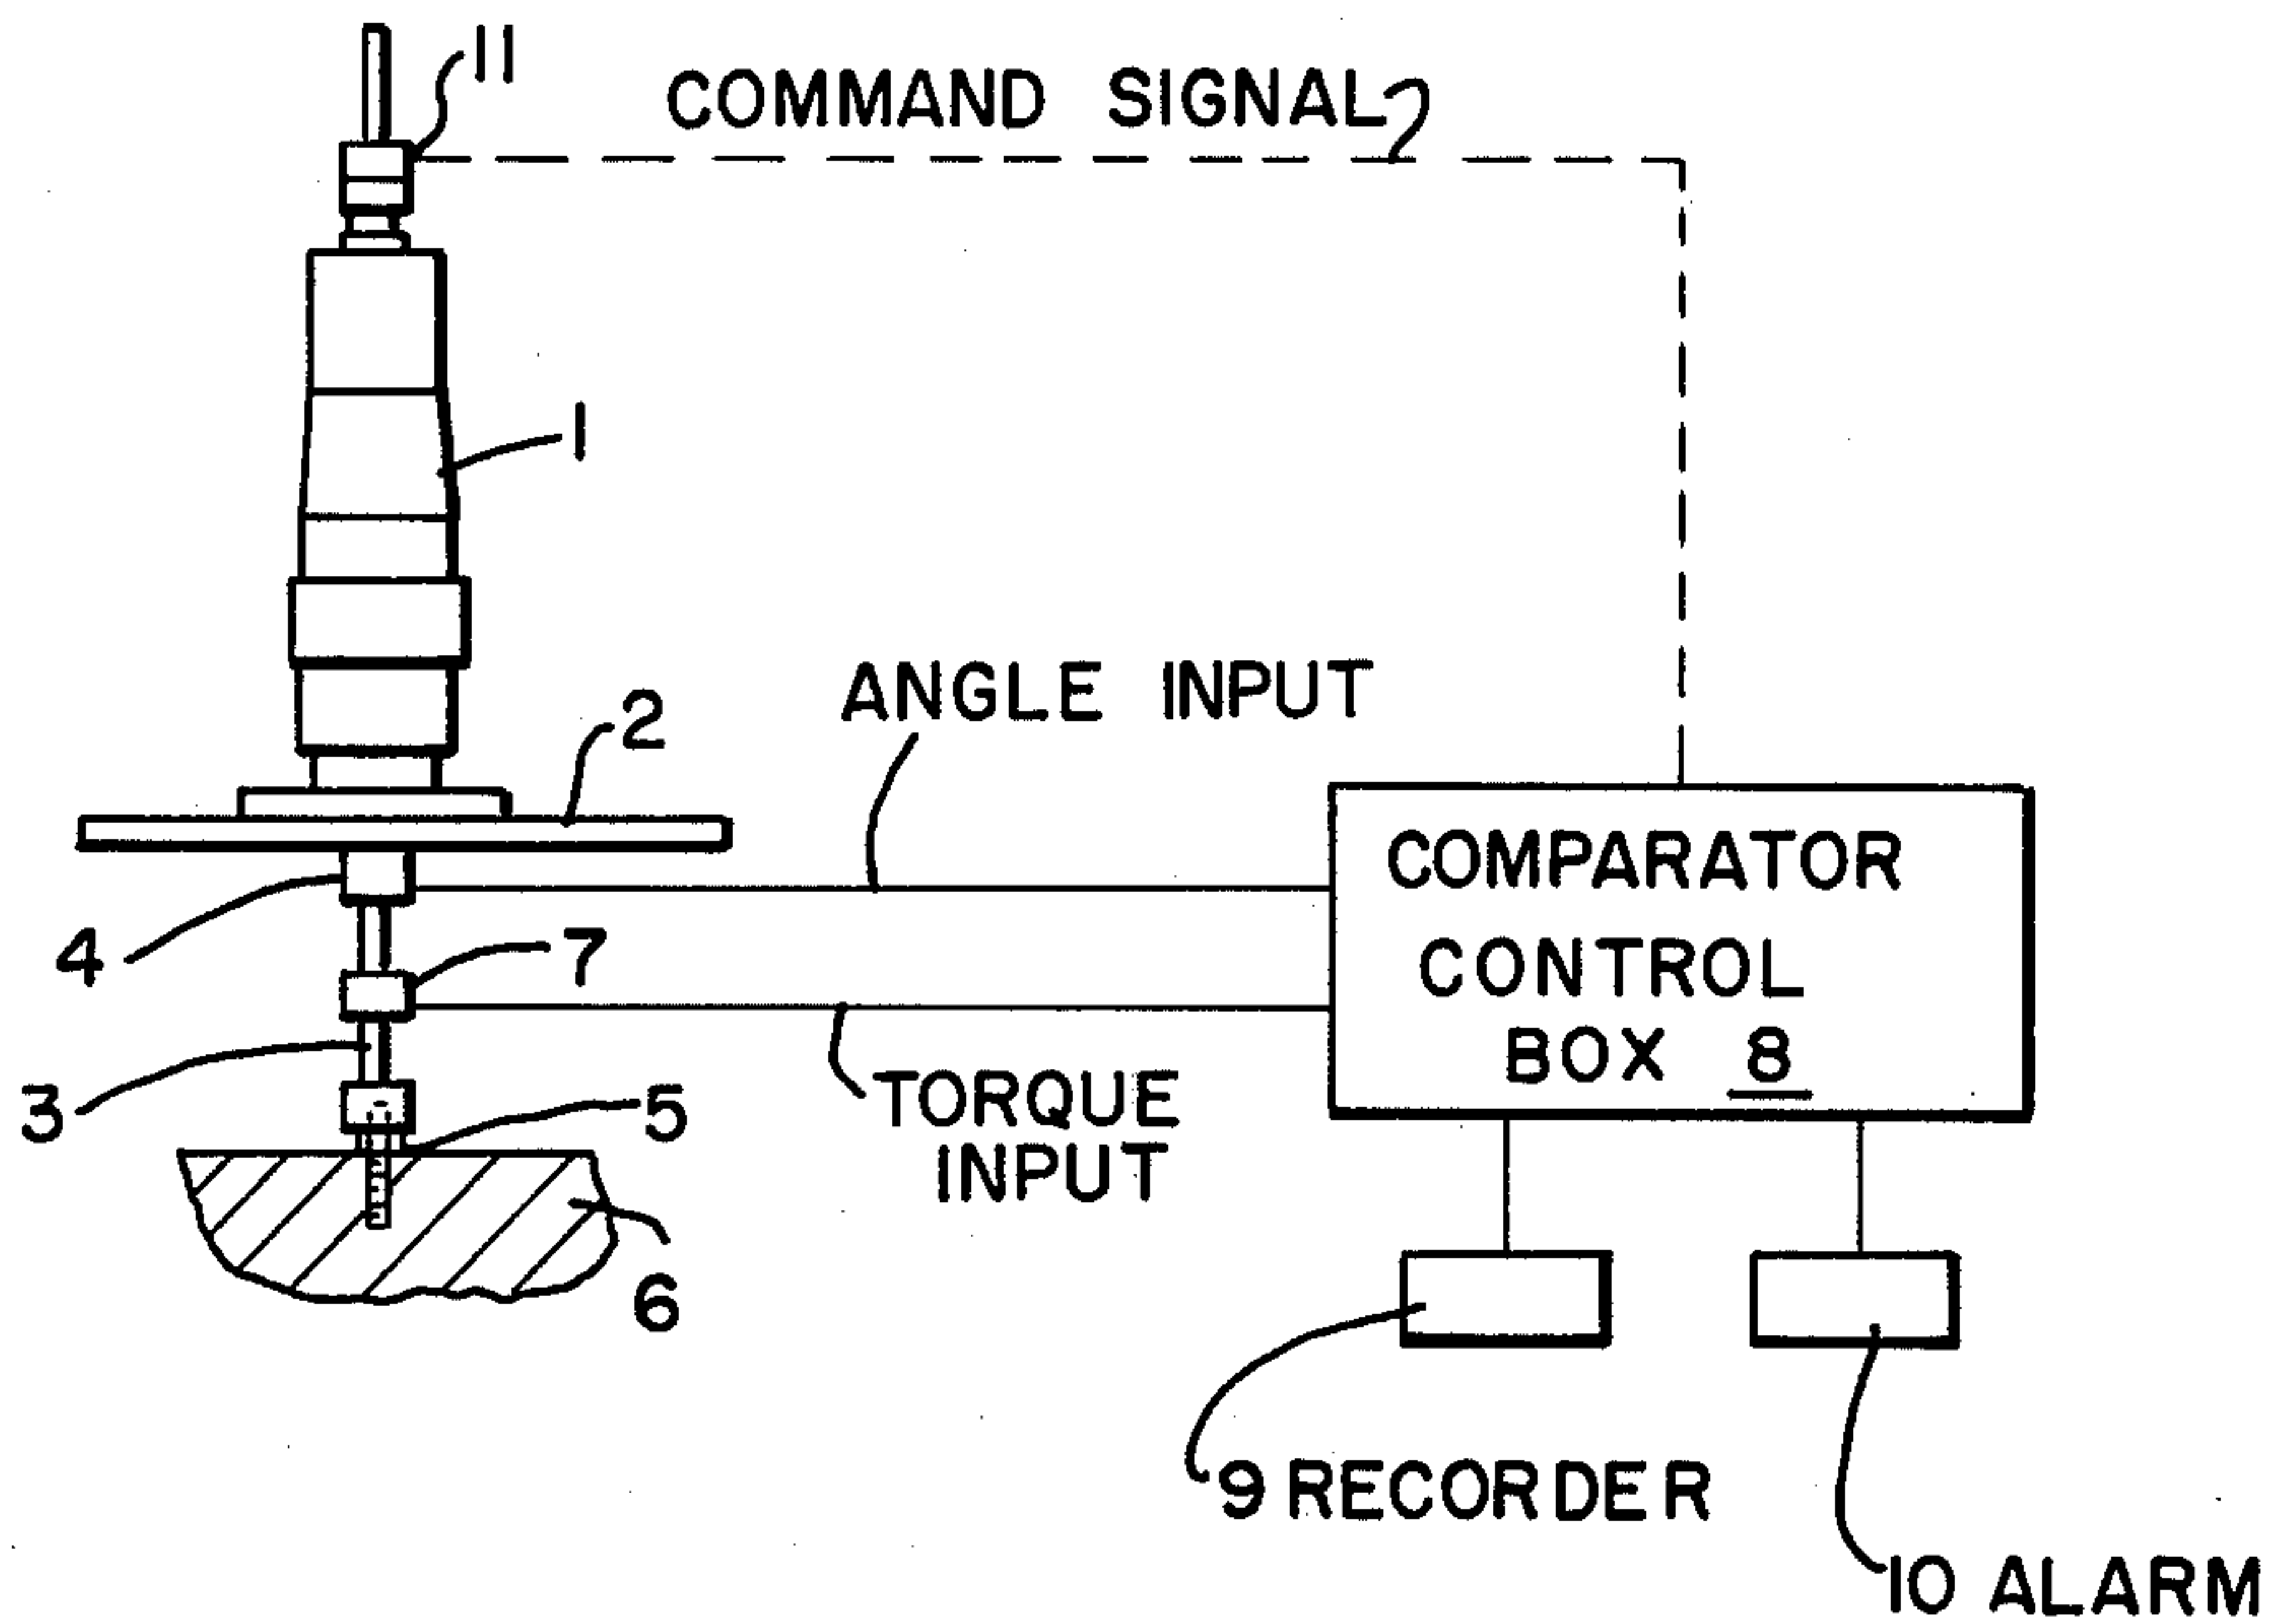 11
COMMAND SIGNAL
1
ANGLE INPUT
2
COMPARATOR
CONTROL
BOX 8
4
7
3
5
TORQUE
INPUT
6
9 RECORDER
10 ALARM